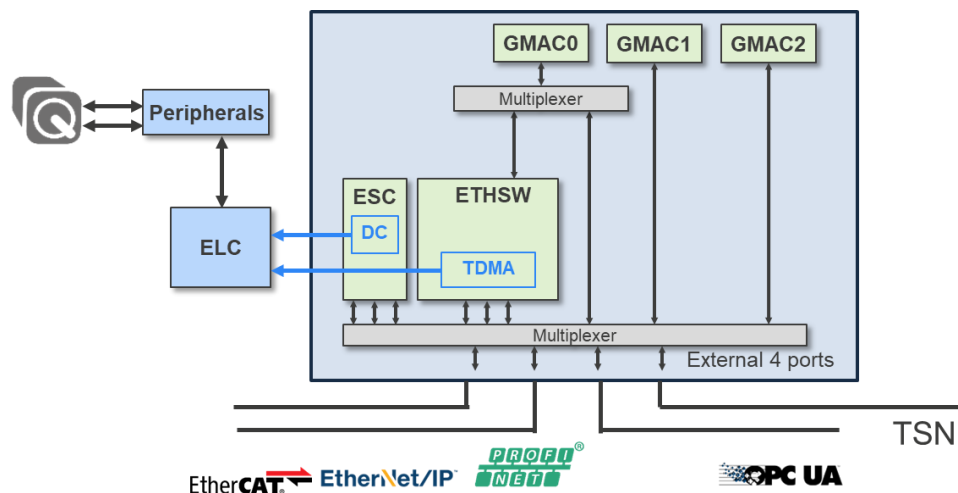 GMAC0
GMAC1
GMAC2
Multiplexer
Q
Peripherals
ESC
ETHSW
DC
ELC
TDMA
Multiplexer
External 4 ports
TSN
EtherCAT®
EtherNet/IP™
PROFI
NET®
OPC UA